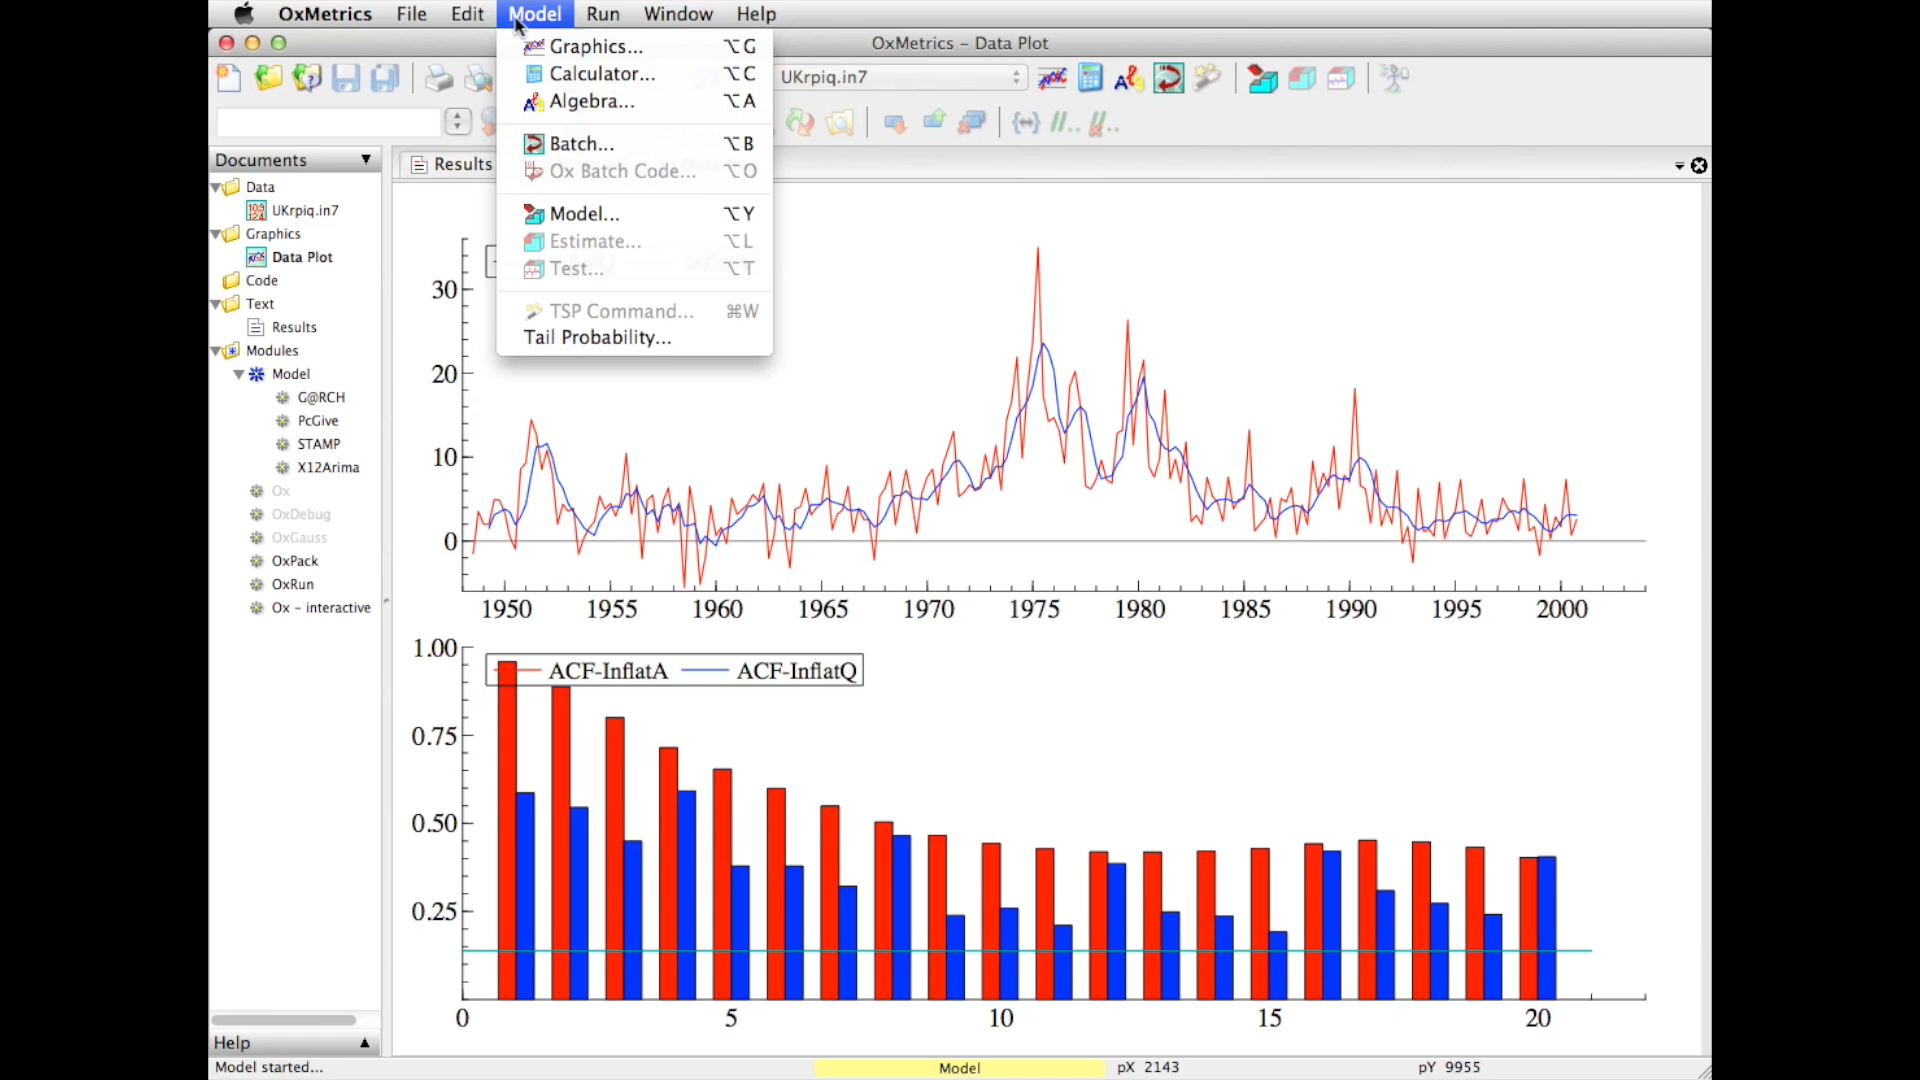 OxMetrics File Edit Model Run Window Help
OxMetrics - Data Plot
Graphics... ⌥G
Calculator... ⌥C
Algebra... ⌥A
Batch... ⌥B
Ox Batch Code... ⌥O
Model... ⌥Y
Estimate... ⌥L
Test... ⌥T
TSP Command... ⌘W
Tail Probability...
UKrpiq.in7
Documents
Data
UKrpiq.in7
Graphics
Data Plot
Code
Text
Results
Modules
Model
G@RCH
PcGive
STAMP
X12Arima
Ox
OxDebug
OxGauss
OxPack
OxRun
Ox - interactive
Help
Results
30
20
10
0
1950 1955 1960 1965 1970 1975 1980 1985 1990 1995 2000
1.00
ACF-InflatA ACF-InflatQ
0.75
0.50
0.25
0 5 10 15 20
Model started... Model pX 2143 pY 9955